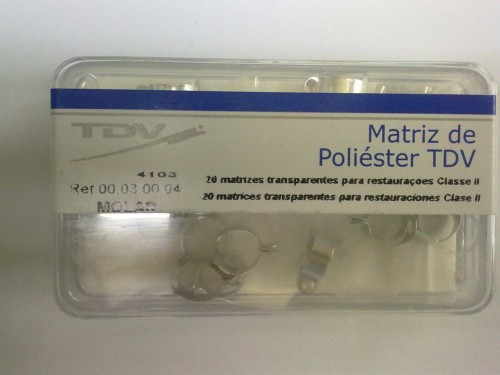 TDV
Matriz de
Poliéster TDV
4103
Ref 00.03.00.04
MOLAR
20 matrizes transparentes para restaurações Classe II
20 matrices transparentes para restauraciones Clase II